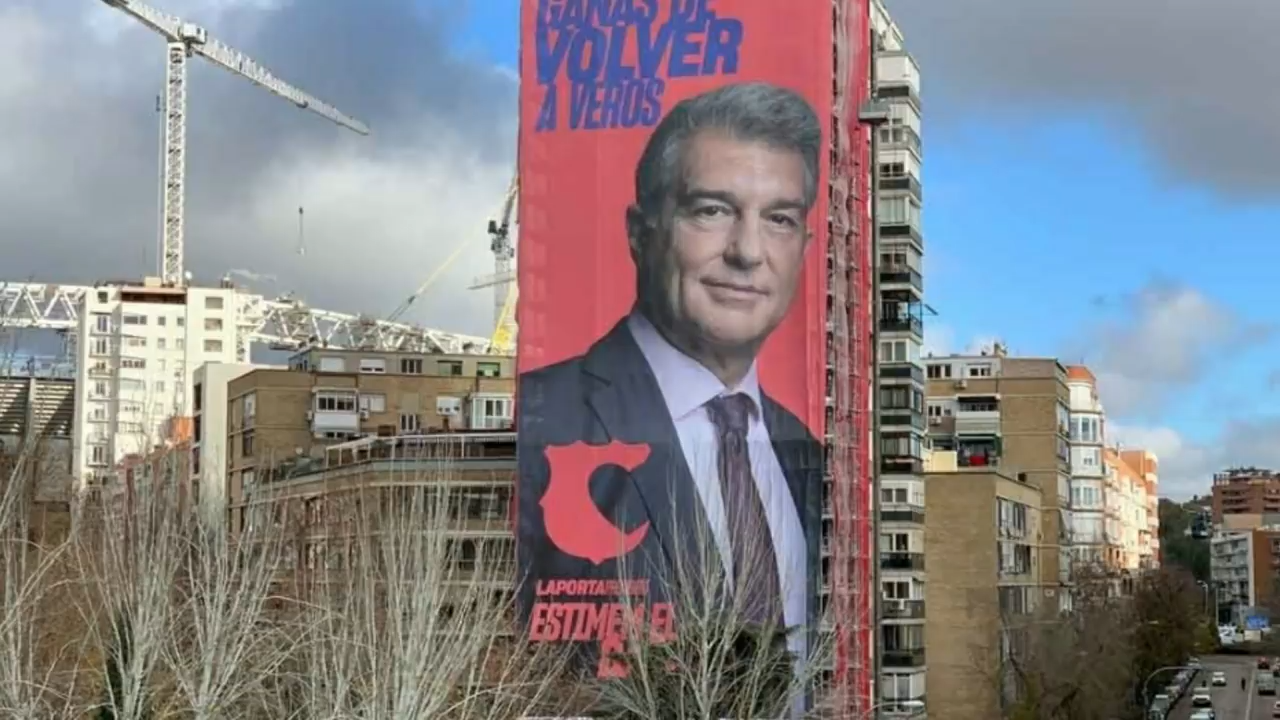 GANAS DE
VOLVER
A VEROS
LAPORTA
ESTIMEM EL